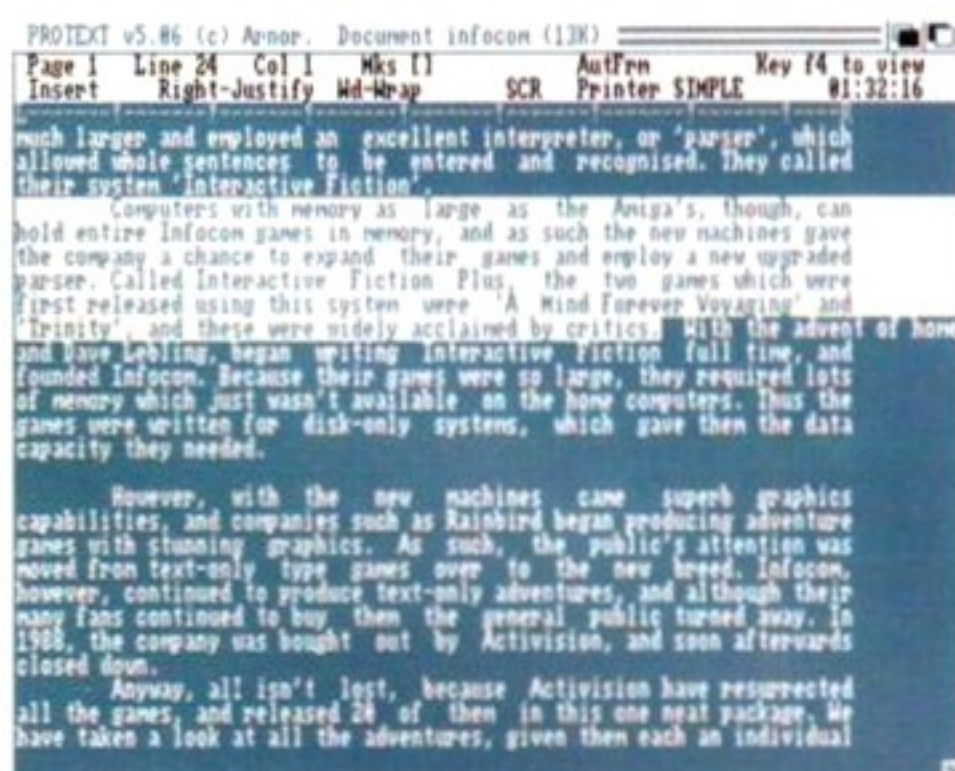 PROTEXT v5.06 (c) Arnor. Document infocom (13K)
Page 1 Line 24 Col 1 Mks [] AutFrm Key f4 to view
Insert Right-Justify Wd-Wrap SCR Printer SIMPLE 01:32:16
much larger and employed an excellent interpreter, or 'parser', which
allowed whole sentences to be entered and recognised. They called
their system 'Interactive Fiction'.
Computers with memory as large as the Amiga's, though, can
hold entire Infocom games in memory, and as such the new machines gave
the company a chance to expand their games and employ a new upgraded
parser. Called Interactive Fiction Plus, the two games which were
first released using this system were 'A Mind Forever Voyaging' and
'Trinity', and these were widely acclaimed by critics. With the advent of home
and Dave Lebling, began writing Interactive Fiction full time, and
founded Infocom. Because their games were so large, they required lots
of memory which just wasn't available on the home computers. Thus the
games were written for disk-only systems, which gave them the data
capacity they needed.
However, with the new machines came superb graphics
capabilities, and companies such as Rainbird began producing adventure
games with stunning graphics. As such, the public's attention was
moved from text-only type games over to the new breed. Infocom,
however, continued to produce text-only adventures, and although their
many fans continued to buy them the general public turned away. In
1988, the company was bought out by Activision, and soon afterwards
closed down.
Anyway, all isn't lost, because Activision have resurrected
all the games, and released 20 of them in this one neat package. We
have taken a look at all the adventures, given them each an individual